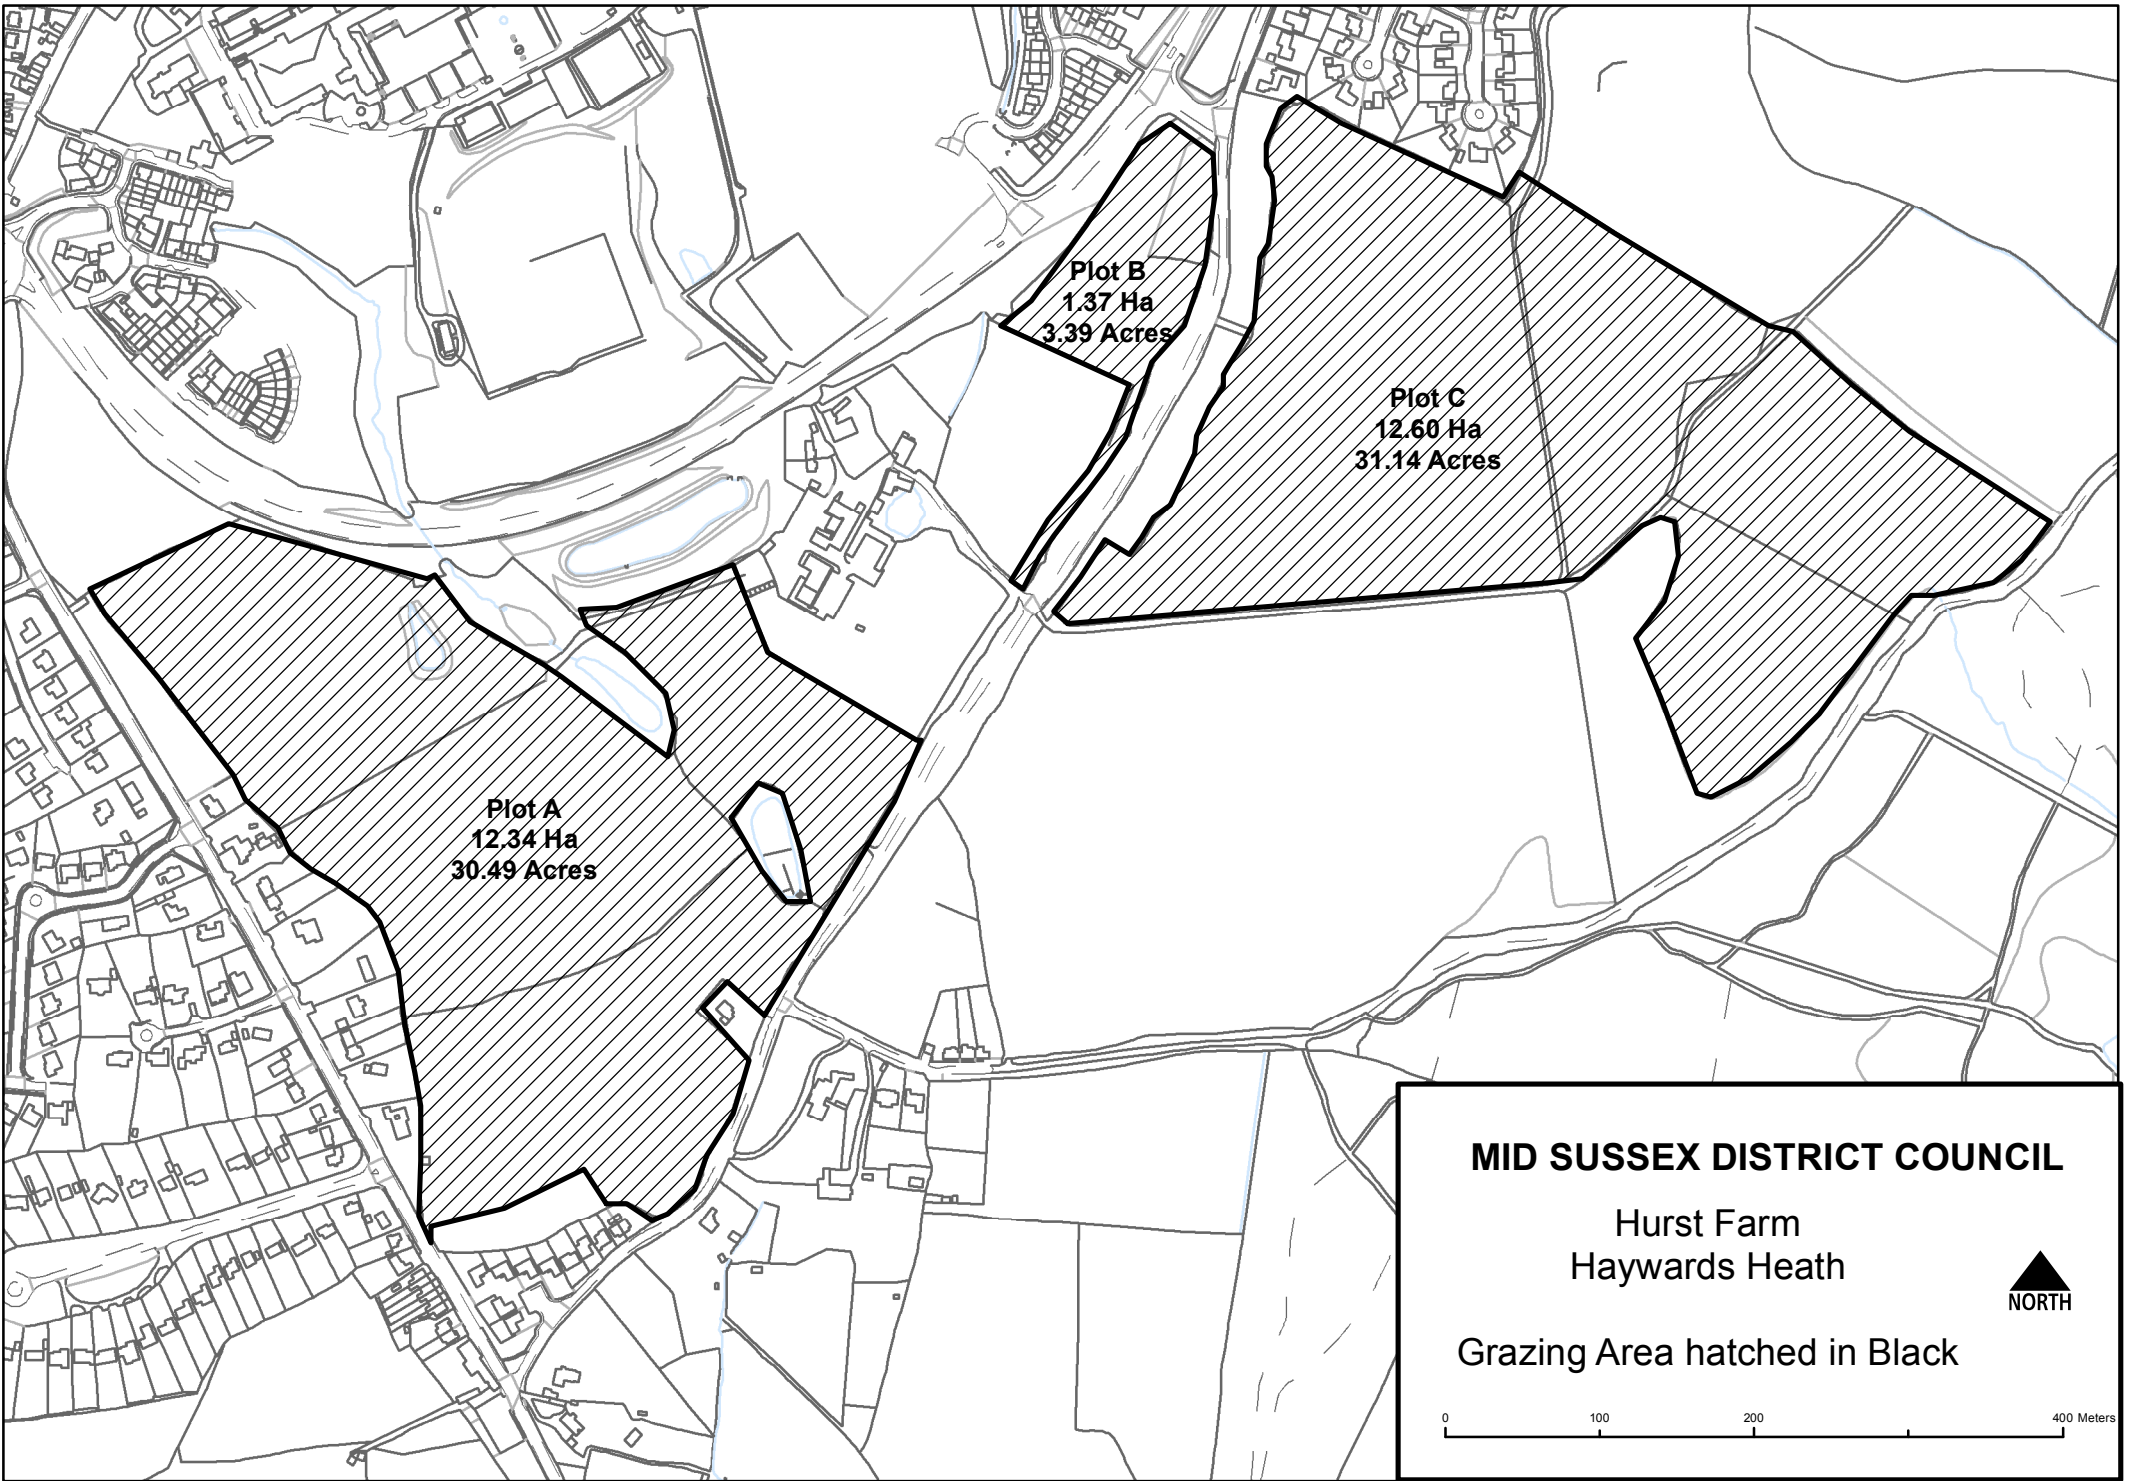 Plot B
1.37 Ha
3.39 Acres
Plot C
12.60 Ha
31.14 Acres
Plot A
12.34 Ha
30.49 Acres
MID SUSSEX DISTRICT COUNCIL
Hurst Farm
Haywards Heath
NORTH
Grazing Area hatched in Black
0 100 200 400 Meters